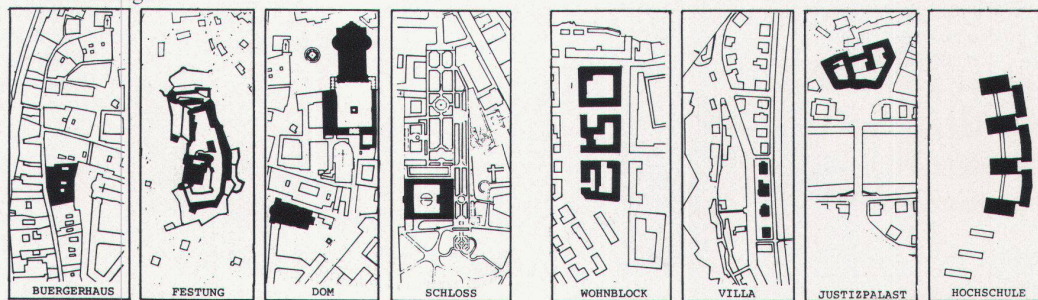 BUERGERHAUS
FESTUNG
DOM
SCHLOSS
WOHNBLOCK
VILLA
JUSTIZPALAST
HOCHSCHULE